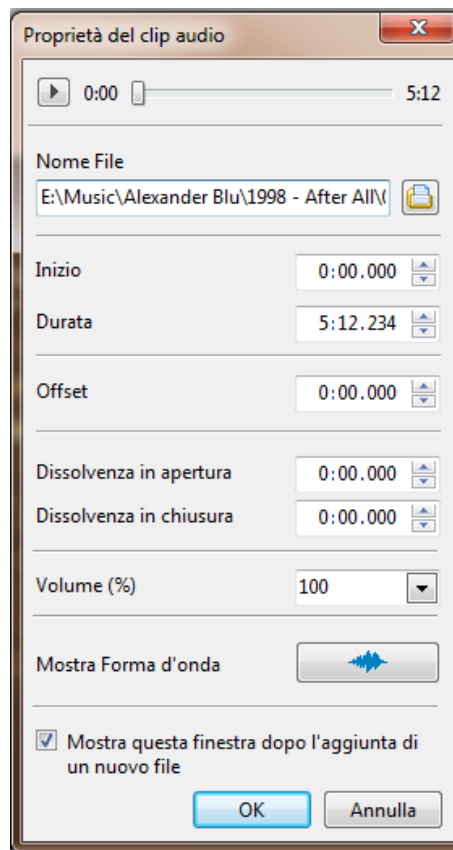 Proprietà del clip audio
0:00 5:12
Nome File
E:\Music\Alexander Blu\1998 - After All\(
Inizio 0:00.000
Durata 5:12.234
Offset 0:00.000
Dissolvenza in apertura 0:00.000
Dissolvenza in chiusura 0:00.000
Volume (%) 100
Mostra Forma d'onda
Mostra questa finestra dopo l'aggiunta di
un nuovo file
OK Annulla